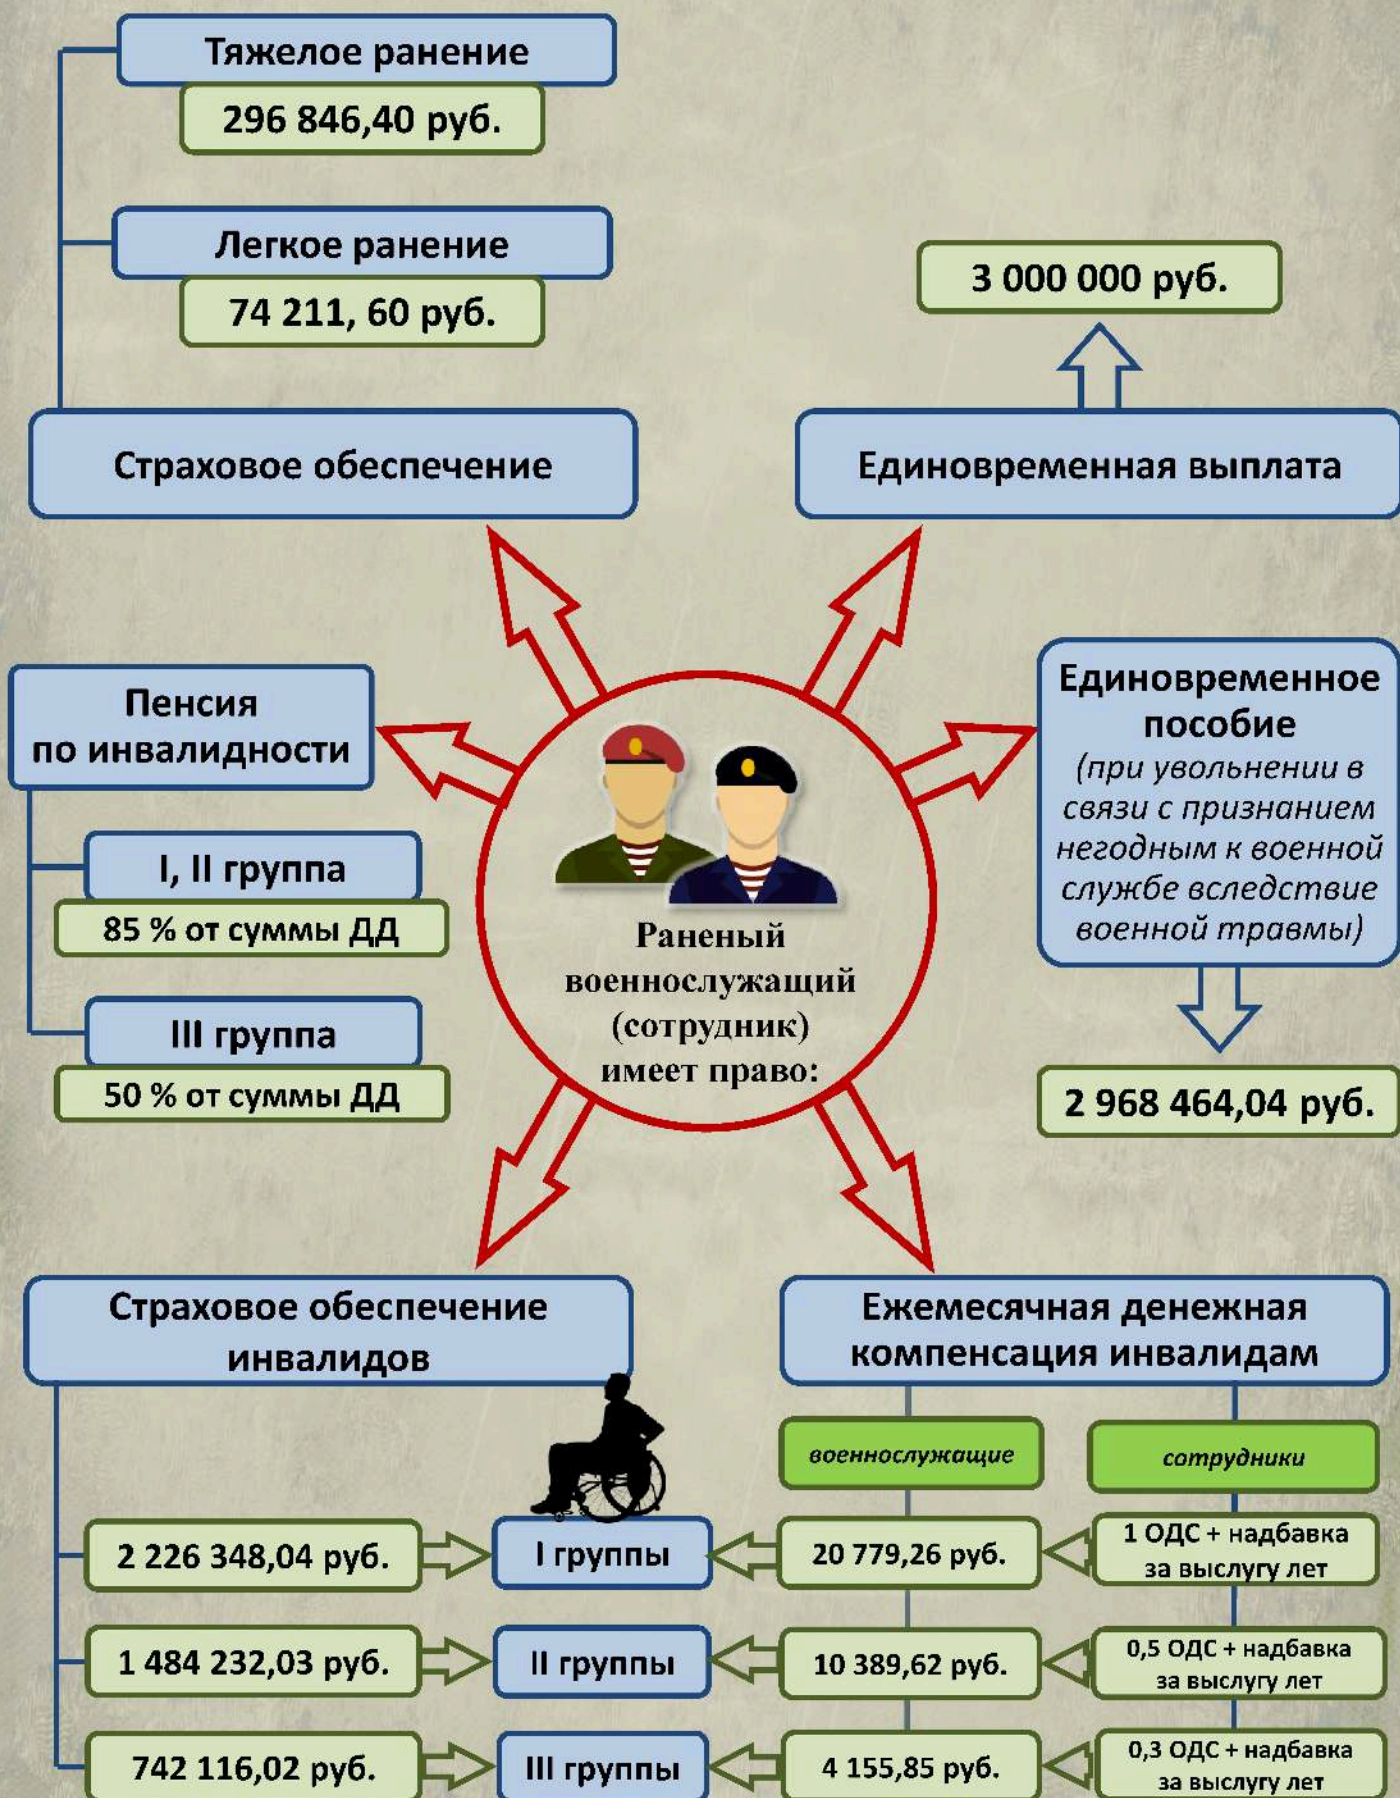 Тяжелое ранение
296 846,40 руб.
Легкое ранение
74 211, 60 руб.
Страховое обеспечение
3 000 000 руб.
Единовременная выплата
Пенсия
по инвалидности
I, II группа
85 % от суммы ДД
III группа
50 % от суммы ДД
Раненый
военнослужащий
(сотрудник)
имеет право:
Единовременное
пособие
(при увольнении в
связи с признанием
негодным к военной
службе вследствие
военной травмы)
2 968 464,04 руб.
Страховое обеспечение
инвалидов
2 226 348,04 руб.
I группы
1 484 232,03 руб.
II группы
742 116,02 руб.
III группы
Ежемесячная денежная
компенсация инвалидам
военнослужащие
сотрудники
20 779,26 руб.
1 ОДС + надбавка
за выслугу лет
10 389,62 руб.
0,5 ОДС + надбавка
за выслугу лет
4 155,85 руб.
0,3 ОДС + надбавка
за выслугу лет